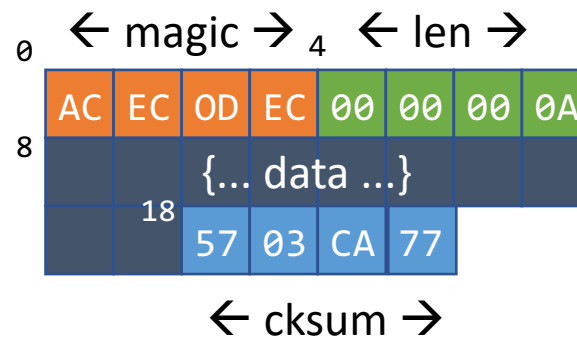 0 ← magic → 4 ← len →
AC EC OD EC 00 00 00 0A
8 {... data ...}
18
57 03 CA 77
← cksum →